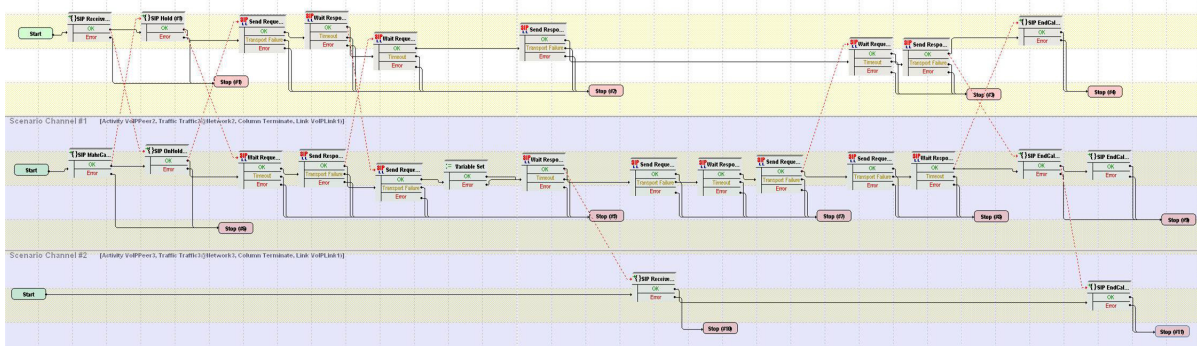 Start
SIP Receive...
OK
Error
SIP Hold (#1)
OK
Error
Send Reque...
OK
Transport Failure
Error
Wait Respo...
OK
Timeout
Error
Wait Reque...
OK
Timeout
Error
Send Respo...
OK
Transport Failure
Error
Wait Reque...
OK
Timeout
Error
Send Respo...
OK
Transport Failure
Error
SIP EndCal...
OK
Error
Stop (#1)
Stop (#2)
Stop (#3)
Stop (#4)
Scenario Channel #1 [Activity VoIPPeer2, Traffic Traffic3@Network2, Column Terminate, Link VoIPLink1]
Start
SIP MakeCa...
OK
Error
SIP OnHold...
OK
Error
Wait Reque...
OK
Timeout
Error
Send Respo...
OK
Transport Failure
Error
Send Reque...
OK
Transport Failure
Error
Variable Set
OK
Error
Wait Respo...
OK
Timeout
Error
Send Reque...
OK
Transport Failure
Error
Wait Respo...
OK
Timeout
Error
Send Reque...
OK
Transport Failure
Error
Send Reque...
OK
Transport Failure
Error
Wait Respo...
OK
Timeout
Error
SIP EndCal...
OK
Error
SIP EndCal...
OK
Error
Stop (#5)
Stop (#6)
Stop (#7)
Stop (#8)
Stop (#9)
Scenario Channel #2 [Activity VoIPPeer3, Traffic Traffic3@Network3, Column Terminate, Link VoIPLink1]
Start
SIP Receive...
OK
Error
SIP EndCal...
OK
Error
Stop (#10)
Stop (#11)